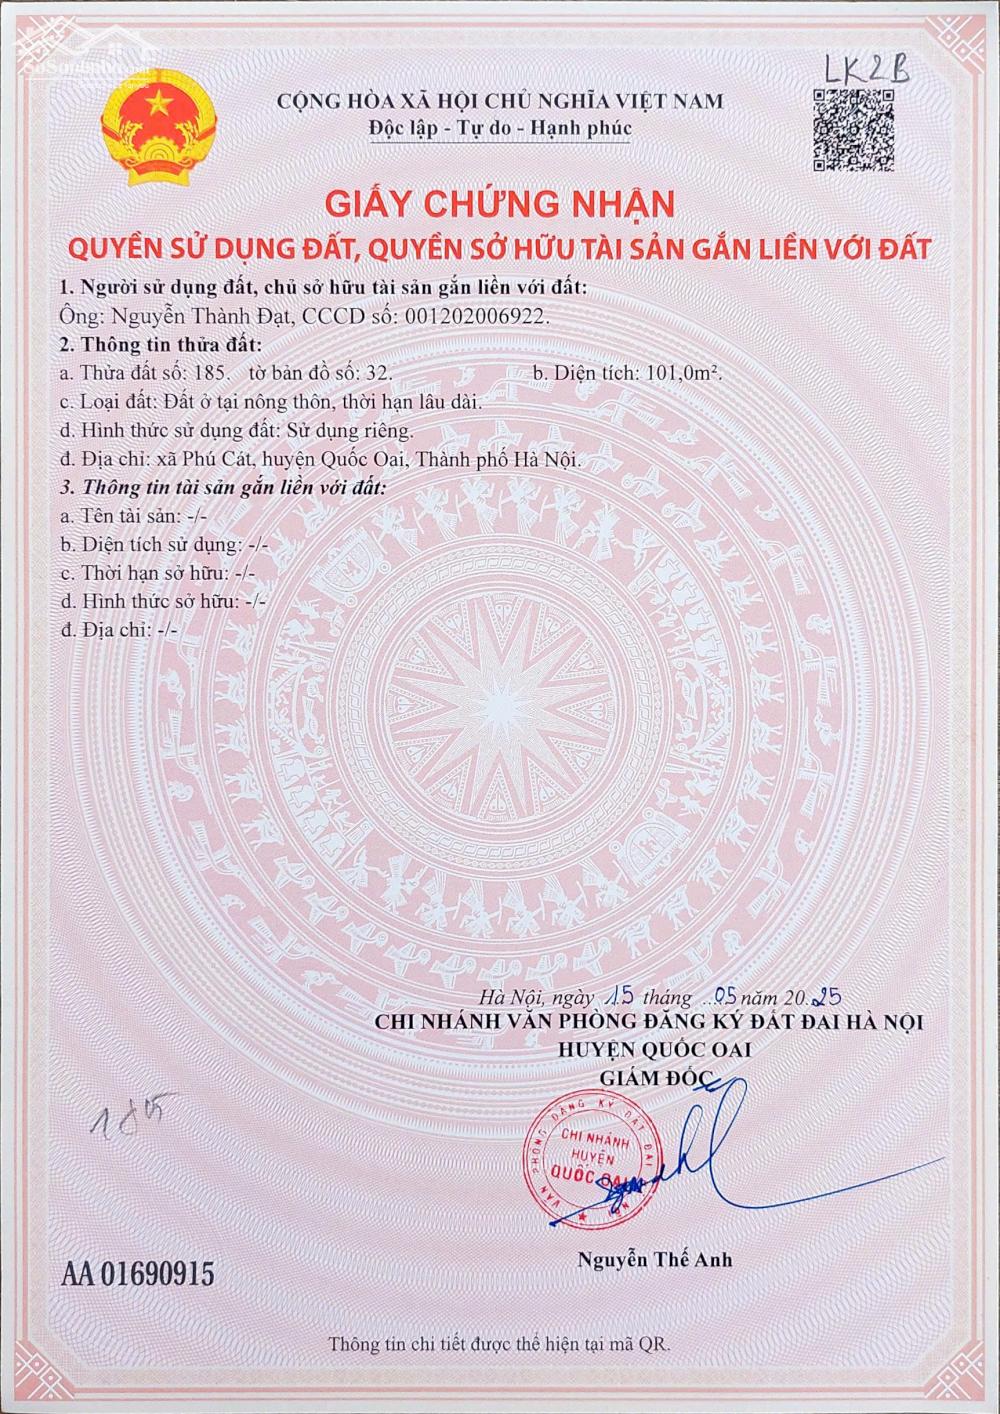 LK2B
CỘNG HÒA XÃ HỘI CHỦ NGHĨA VIỆT NAM
Độc lập - Tự do - Hạnh phúc
GIẤY CHỨNG NHẬN
QUYỀN SỬ DỤNG ĐẤT, QUYỀN SỞ HỮU TÀI SẢN GẮN LIỀN VỚI ĐẤT
1. Người sử dụng đất, chủ sở hữu tài sản gắn liền với đất:
Ông: Nguyễn Thành Đạt, CCCD số: 001202006922.
2. Thông tin thửa đất:
a. Thửa đất số: 185. tờ bản đồ số: 32. b. Diện tích: 101,0m².
c. Loại đất: Đất ở tại nông thôn, thời hạn lâu dài.
d. Hình thức sử dụng đất: Sử dụng riêng.
đ. Địa chỉ: xã Phú Cát, huyện Quốc Oai, Thành phố Hà Nội.
3. Thông tin tài sản gắn liền với đất:
a. Tên tài sản: -/-
b. Diện tích sử dụng: -/-
c. Thời hạn sở hữu: -/-
d. Hình thức sở hữu: -/-
đ. Địa chỉ: -/-
Hà Nội, ngày 15 tháng ...05 năm 20..25
CHI NHÁNH VĂN PHÒNG ĐĂNG KÝ ĐẤT ĐAI HÀ NỘI
HUYỆN QUỐC OAI
GIÁM ĐỐC
VĂN PHÒNG ĐĂNG KÝ ĐẤT ĐAI
CHI NHÁNH
HUYỆN
QUỐC OAI
Nguyễn Thế Anh
AA 01690915
Thông tin chi tiết được thể hiện tại mã QR.